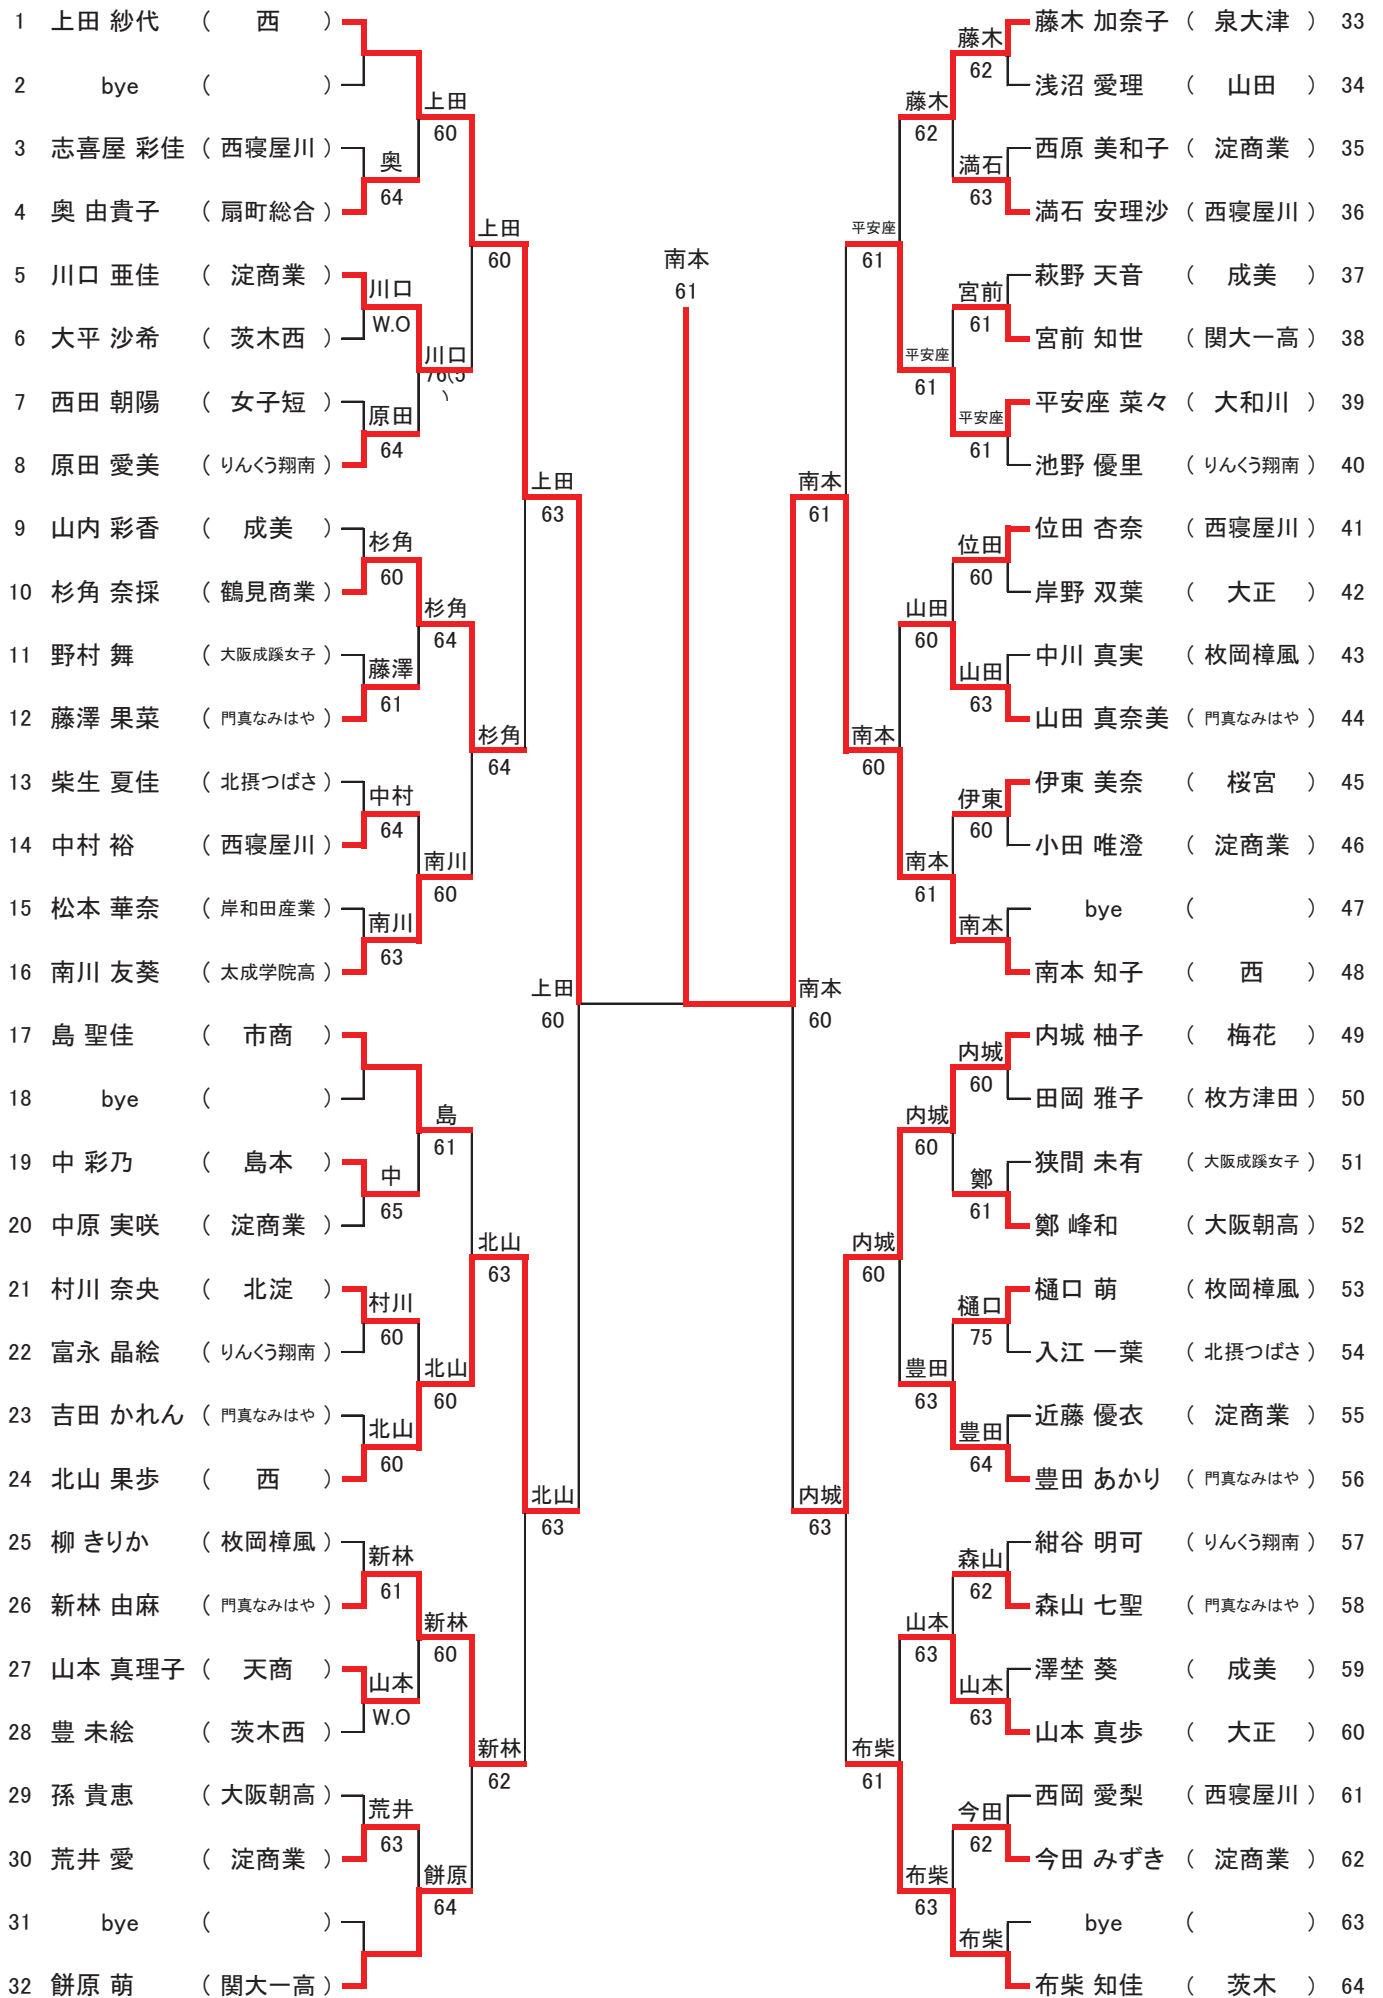 1 上田 紗代 ( 西 )
2 bye ( )
3 志喜屋 彩佳 ( 西寝屋川 )
4 奥 由貴子 ( 扇町総合 )
5 川口 亜佳 ( 淀商業 )
6 大平 沙希 ( 茨木西 )
7 西田 朝陽 ( 女子短 )
8 原田 愛美 ( りんくう翔南 )
9 山内 彩香 ( 成美 )
10 杉角 奈採 ( 鶴見商業 )
11 野村 舞 ( 大阪成蹊女子 )
12 藤澤 果菜 ( 門真なみはや )
13 柴生 夏佳 ( 北摂つばさ )
14 中村 裕 ( 西寝屋川 )
15 松本 華奈 ( 岸和田産業 )
16 南川 友葵 ( 太成学院高 )
17 島 聖佳 ( 市商 )
18 bye ( )
19 中 彩乃 ( 島本 )
20 中原 実咲 ( 淀商業 )
21 村川 奈央 ( 北淀 )
22 富永 晶絵 ( りんくう翔南 )
23 吉田 かれん ( 門真なみはや )
24 北山 果歩 ( 西 )
25 柳 きりか ( 枚岡樟風 )
26 新林 由麻 ( 門真なみはや )
27 山本 真理子 ( 天商 )
28 豊 未絵 ( 茨木西 )
29 孫 貴恵 ( 大阪朝高 )
30 荒井 愛 ( 淀商業 )
31 bye ( )
32 餅原 萌 ( 関大一高 )
奥
64
川口
W.O
原田
64
杉角
60
藤澤
61
中村
64
南川
63
中
65
村川
60
北山
60
新林
61
山本
W.O
荒井
63
上田
60
川口
76(5
)
杉角
64
南川
60
島
61
北山
60
新林
60
餅原
64
上田
60
杉角
64
北山
63
新林
62
上田
63
北山
63
上田
60
南本
61
南本
60
南本
61
内城
63
平安座
61
南本
60
内城
60
布柴
61
藤木
62
平安座
61
山田
60
南本
61
内城
60
豊田
63
山本
63
布柴
63
藤木
62
満石
63
宮前
61
平安座
61
位田
60
山田
63
伊東
60
南本
内城
60
鄭
61
樋口
75
豊田
64
森山
62
山本
63
今田
62
布柴
藤木 加奈子 ( 泉大津 ) 33
浅沼 愛理 ( 山田 ) 34
西原 美和子 ( 淀商業 ) 35
満石 安理沙 ( 西寝屋川 ) 36
萩野 天音 ( 成美 ) 37
宮前 知世 ( 関大一高 ) 38
平安座 菜々 ( 大和川 ) 39
池野 優里 ( りんくう翔南 ) 40
位田 杏奈 ( 西寝屋川 ) 41
岸野 双葉 ( 大正 ) 42
中川 真実 ( 枚岡樟風 ) 43
山田 真奈美 ( 門真なみはや ) 44
伊東 美奈 ( 桜宮 ) 45
小田 唯澄 ( 淀商業 ) 46
bye ( ) 47
南本 知子 ( 西 ) 48
内城 柚子 ( 梅花 ) 49
田岡 雅子 ( 枚方津田 ) 50
狭間 未有 ( 大阪成蹊女子 ) 51
鄭 峰和 ( 大阪朝高 ) 52
樋口 萌 ( 枚岡樟風 ) 53
入江 一葉 ( 北摂つばさ ) 54
近藤 優衣 ( 淀商業 ) 55
豊田 あかり ( 門真なみはや ) 56
紺谷 明可 ( りんくう翔南 ) 57
森山 七聖 ( 門真なみはや ) 58
澤埜 葵 ( 成美 ) 59
山本 真歩 ( 大正 ) 60
西岡 愛梨 ( 西寝屋川 ) 61
今田 みずき ( 淀商業 ) 62
bye ( ) 63
布柴 知佳 ( 茨木 ) 64